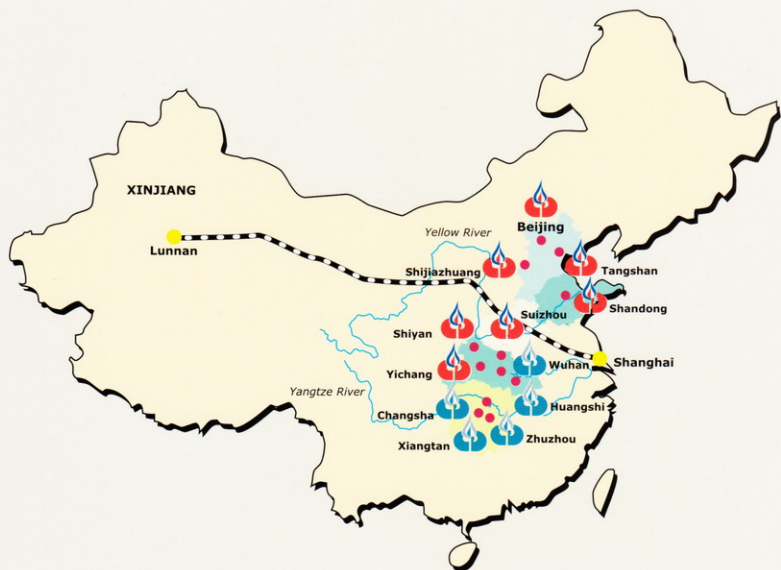 XINJIANG
Lunnan
Yellow River
Beijing
Shijiazhuang
Tangshan
Shandong
Suizhou
Shiyan
Shanghai
Wuhan
Yichang
Yangtze River
Changsha
Huangshi
Xiangtan
Zhuzhou